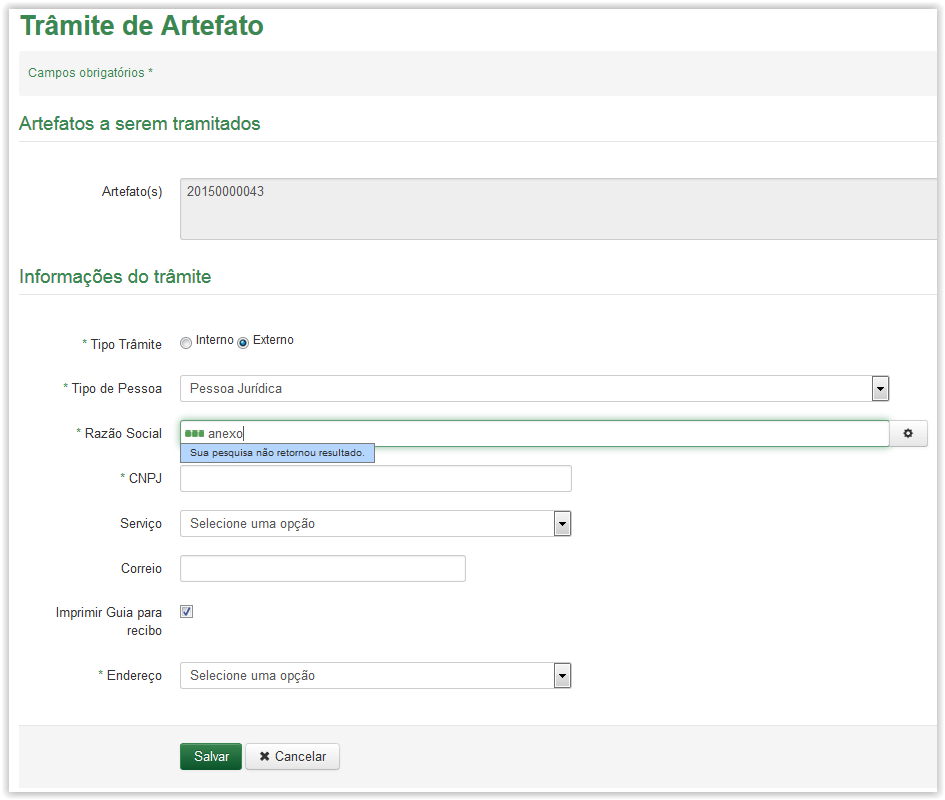 Trâmite de Artefato
Campos obrigatórios *
Artefatos a serem tramitados
Artefato(s) 20150000043
Informações do trâmite
* Tipo Trâmite Interno Externo
* Tipo de Pessoa Pessoa Jurídica
* Razão Social anexo
Sua pesquisa não retornou resultado.
* CNPJ
Serviço Selecione uma opção
Correio
Imprimir Guia para
recibo
* Endereço Selecione uma opção
Salvar ✖ Cancelar